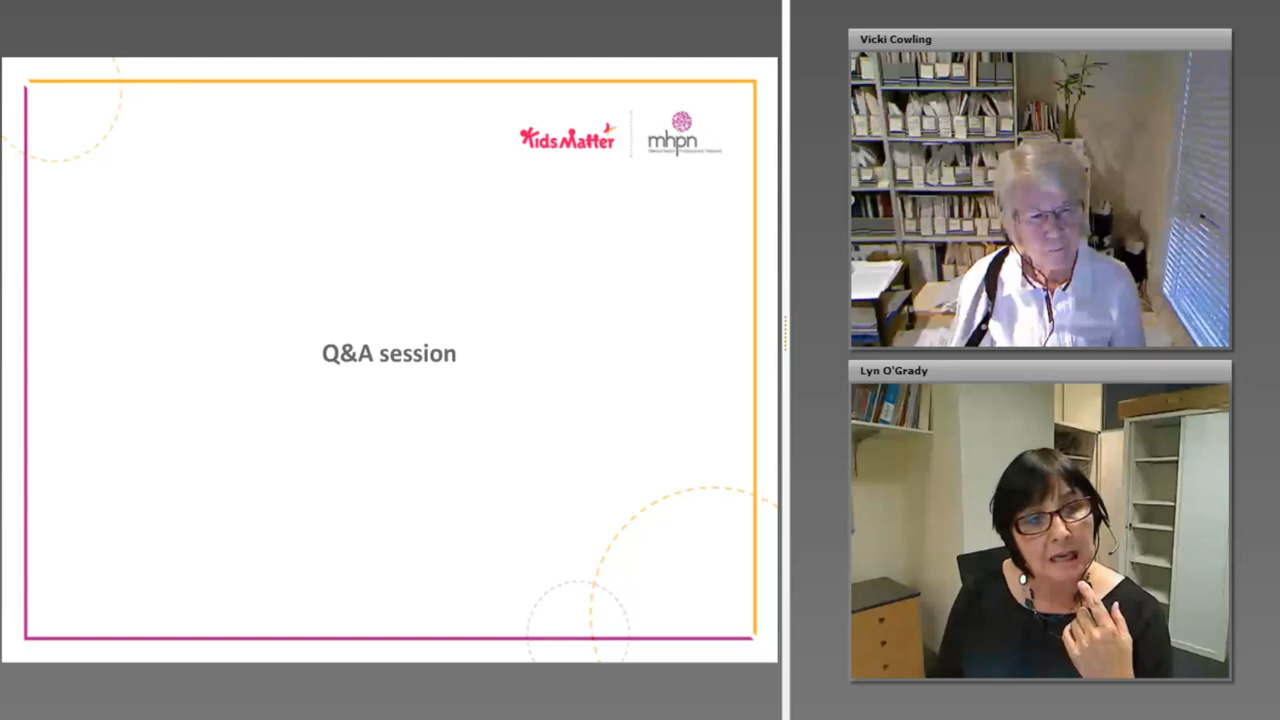 KidsMatter
mhpn
Q&A session
Vicki Cowling
Lyn O'Grady